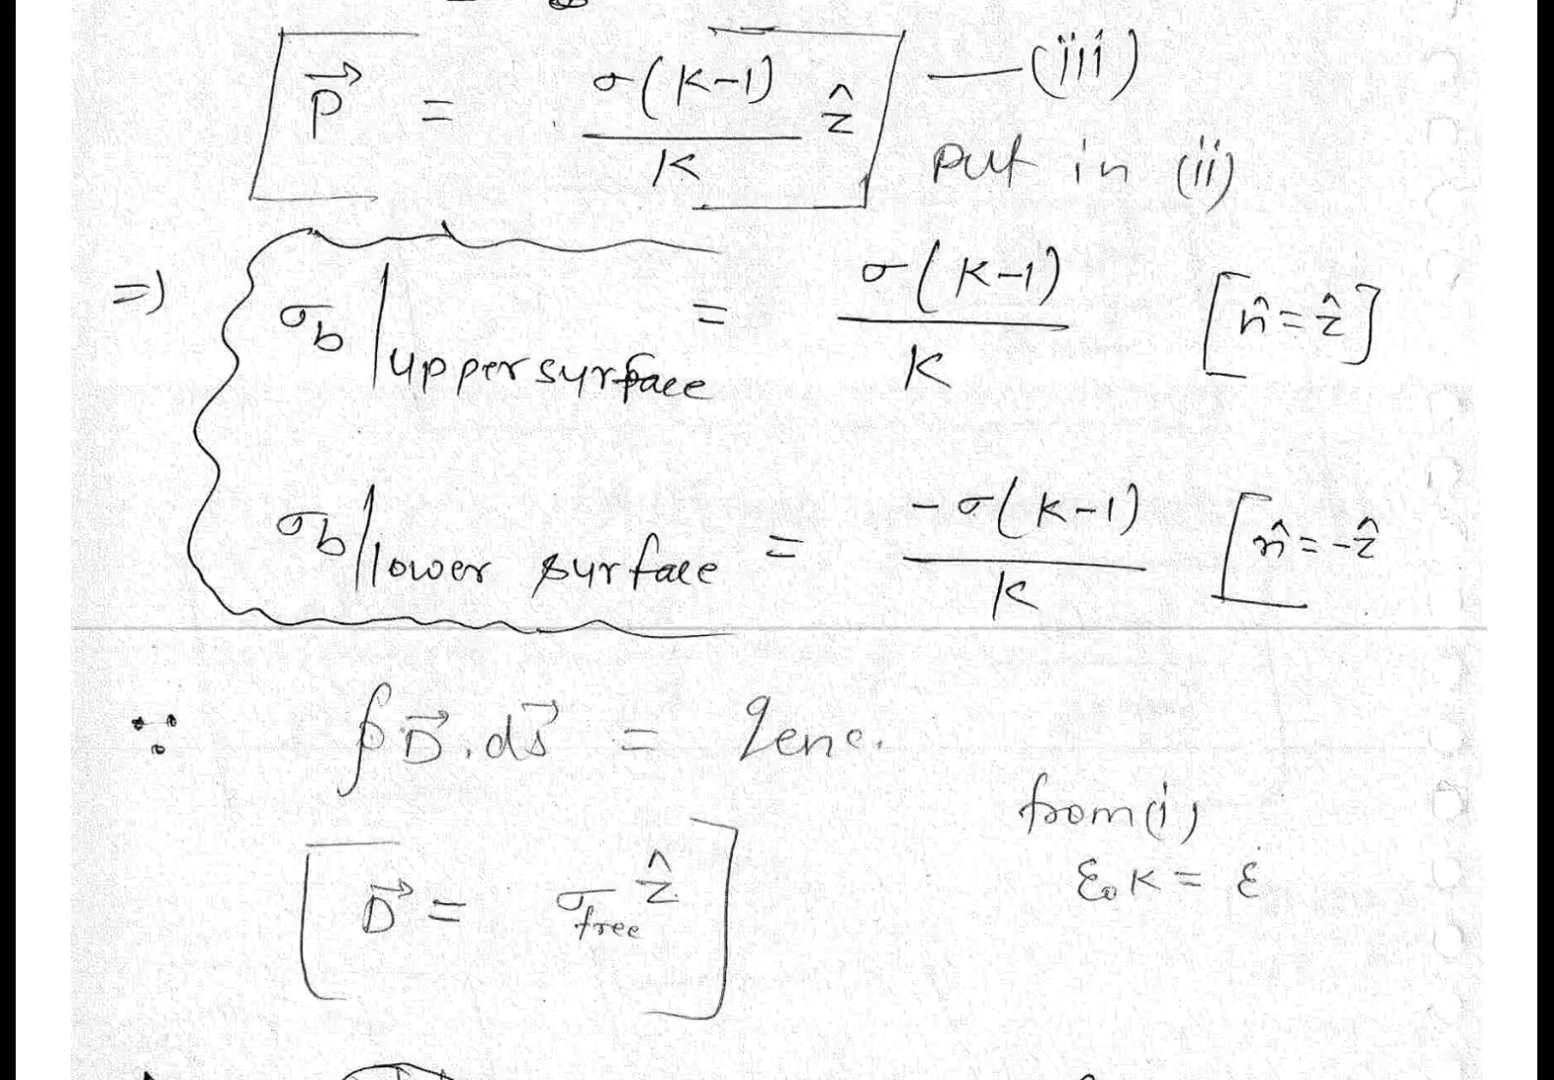 P⃗ = σ(K-1)/K ẑ —(iii)
put in (ii)
=) σb | upper surface = σ(K-1)/K [n̂=ẑ]
σb | lower surface = -σ(K-1)/K [n̂=-ẑ
∵ ∮D⃗.ds⃗ = qenc.
from (i)
ε₀K = ε
D⃗ = σfree ẑ